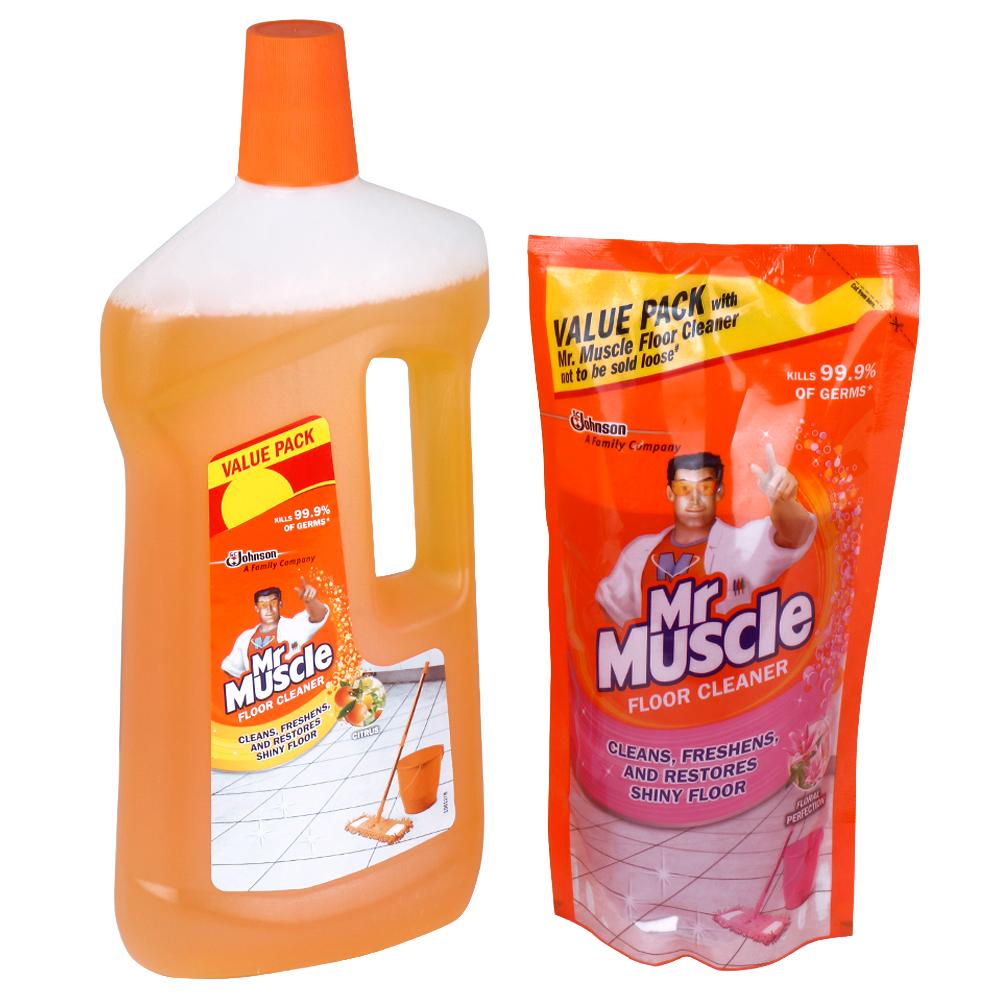 VALUE PACK
KILLS 99.9%
OF GERMS*
Johnson
A Family Company
Mr
MUSCLE
FLOOR CLEANER
CLEANS, FRESHENS,
AND RESTORES
SHINY FLOOR
CITRUS
VALUE PACK with
Mr. Muscle Floor Cleaner
not to be sold loose#
KILLS 99.9%
OF GERMS*
Johnson
A Family Company
Mr
MUSCLE
FLOOR CLEANER
CLEANS, FRESHENS,
AND RESTORES
SHINY FLOOR
FLORAL
PERFECTION